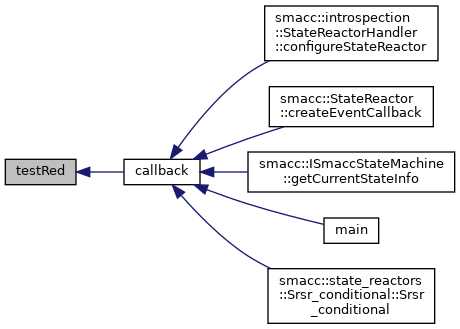 smacc::introspection
::StateReactorHandler
::configureStateReactor
smacc::StateReactor
::createEventCallback
smacc::ISmaccStateMachine
::getCurrentStateInfo
testRed
callback
main
smacc::state_reactors
::Srsr_conditional::Srsr
_conditional